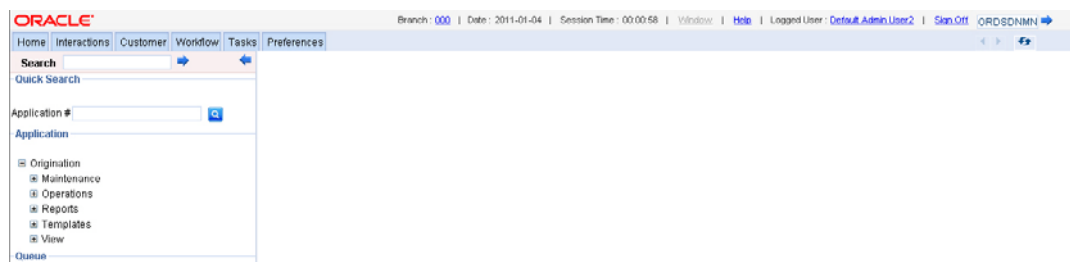 ORACLE
Branch : 000 | Date : 2011-01-04 | Session Time : 00:00:58 | Window | Help | Logged User : Default Admin User2 | Sign Off ORDSDNMN
Home Interactions Customer Workflow Tasks Preferences
Search
Quick Search
Application #
Application
Origination
Maintenance
Operations
Reports
Templates
View
Queue